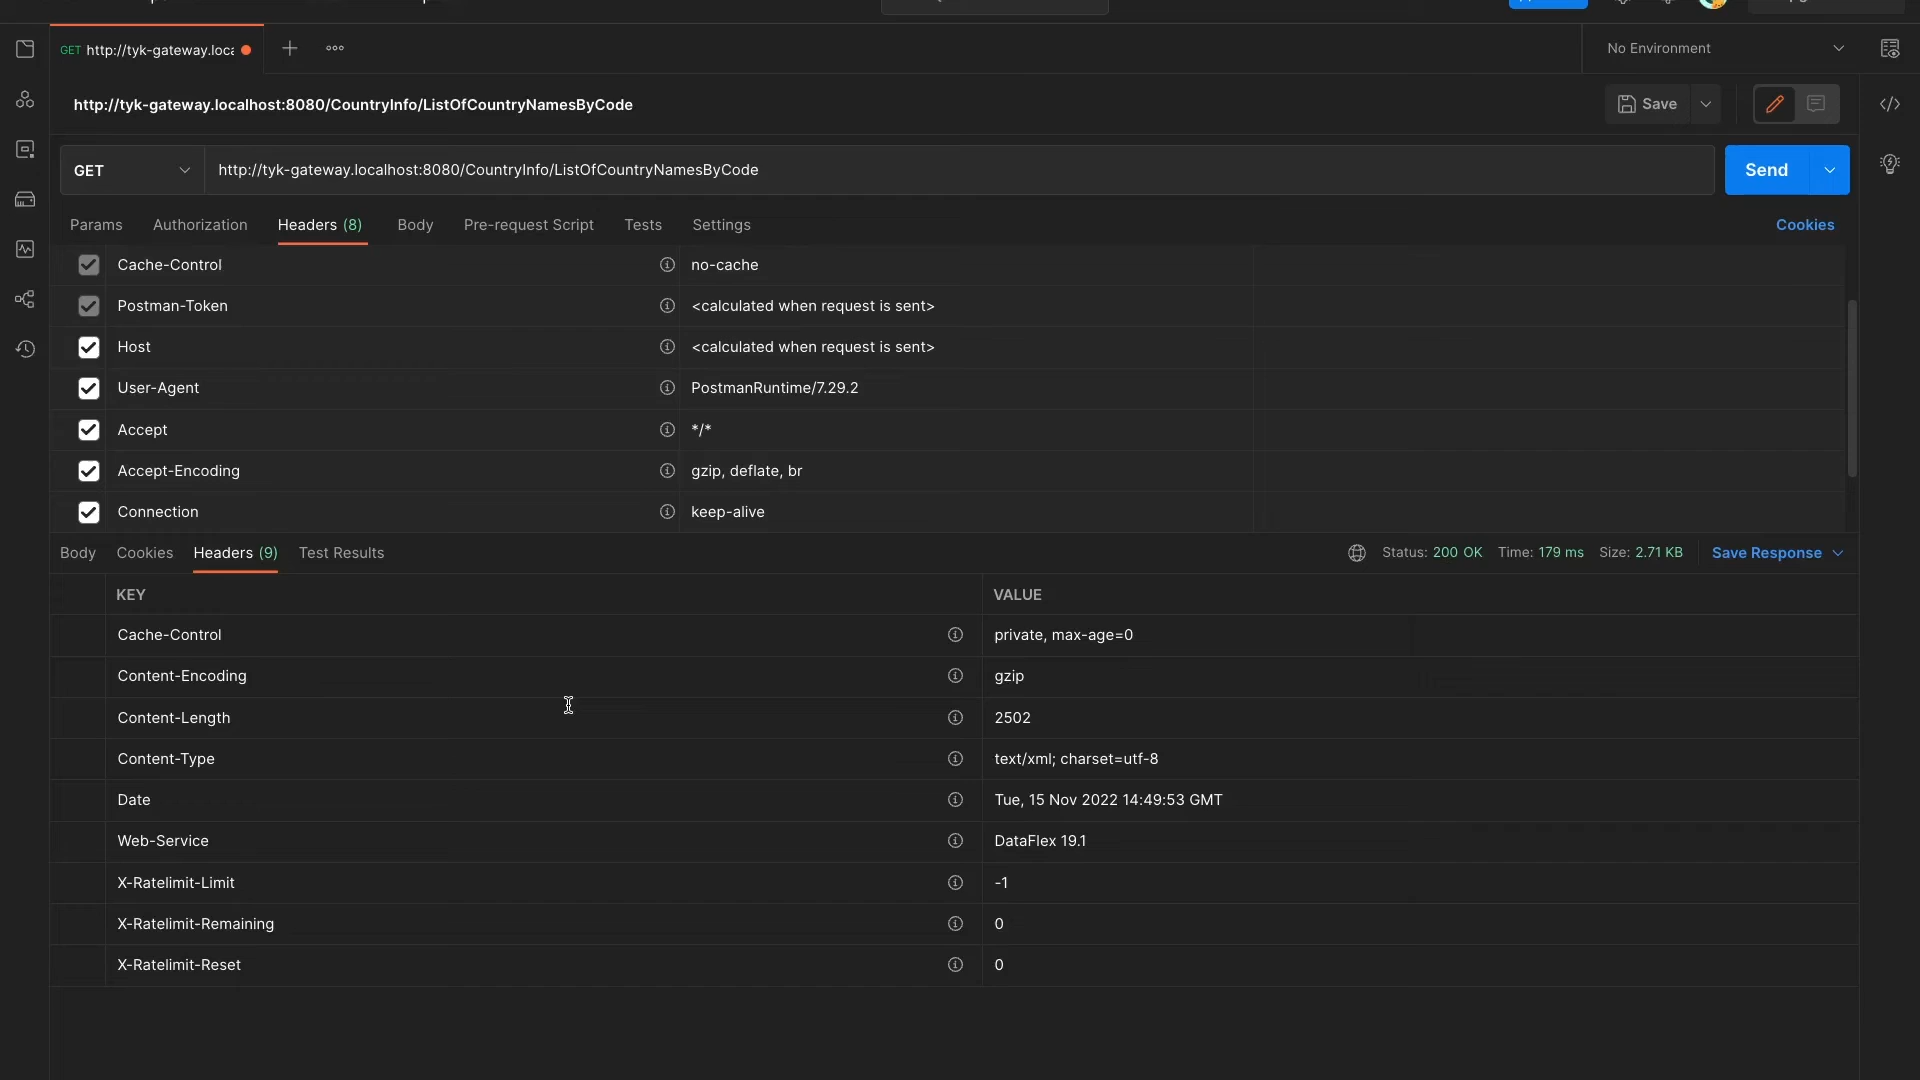 GET http://tyk-gateway.loca
No Environment
http://tyk-gateway.localhost:8080/CountryInfo/ListOfCountryNamesByCode
Save
GET http://tyk-gateway.localhost:8080/CountryInfo/ListOfCountryNamesByCode Send
Params Authorization Headers (8) Body Pre-request Script Tests Settings Cookies
Cache-Control no-cache
Postman-Token <calculated when request is sent>
Host <calculated when request is sent>
User-Agent PostmanRuntime/7.29.2
Accept */*
Accept-Encoding gzip, deflate, br
Connection keep-alive
Body Cookies Headers (9) Test Results Status: 200 OK Time: 179 ms Size: 2.71 KB Save Response
KEY VALUE
Cache-Control private, max-age=0
Content-Encoding gzip
Content-Length 2502
Content-Type text/xml; charset=utf-8
Date Tue, 15 Nov 2022 14:49:53 GMT
Web-Service DataFlex 19.1
X-Ratelimit-Limit -1
X-Ratelimit-Remaining 0
X-Ratelimit-Reset 0